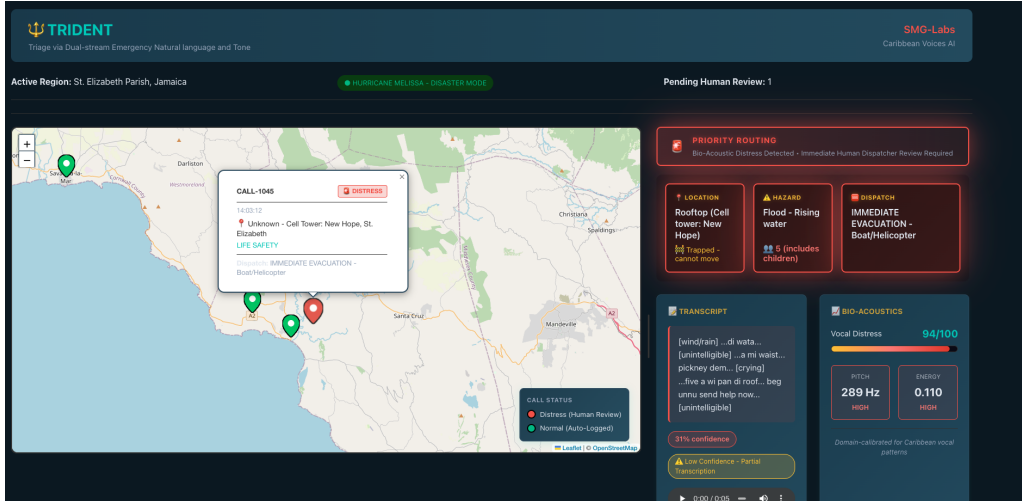 TRIDENT
Triage via Dual-stream Emergency Natural language and Tone
SMG-Labs
Caribbean Voices AI
Active Region: St. Elizabeth Parish, Jamaica
HURRICANE MELISSA - DISASTER MODE
Pending Human Review: 1
+
−
Darliston
Westmoreland
Cornwall County
Christiana
Spaldings
Santa Cruz
Mandeville
A2
A2
CALL-1045
DISTRESS
×
14:03:12
Unknown - Cell Tower: New Hope, St.
Elizabeth
LIFE SAFETY
Dispatch: IMMEDIATE EVACUATION -
Boat/Helicopter
CALL STATUS
Distress (Human Review)
Normal (Auto-Logged)
Leaflet | © OpenStreetMap
PRIORITY ROUTING
Bio-Acoustic Distress Detected - Immediate Human Dispatcher Review Required
LOCATION
Rooftop (Cell
tower: New
Hope)
Trapped -
cannot move
HAZARD
Flood - Rising
water
5 (includes
children)
DISPATCH
IMMEDIATE
EVACUATION -
Boat/Helicopter
TRANSCRIPT
[wind/rain] ...di wata...
[unintelligible] ...a mi waist...
pickney dem... [crying]
...five a wi pan di roof... beg
unnu send help now...
[unintelligible]
31% confidence
Low Confidence - Partial
Transcription
0:00 / 0:05
BIO-ACOUSTICS
Vocal Distress 94/100
PITCH
289 Hz
HIGH
ENERGY
0.110
HIGH
Domain-calibrated for Caribbean vocal
patterns